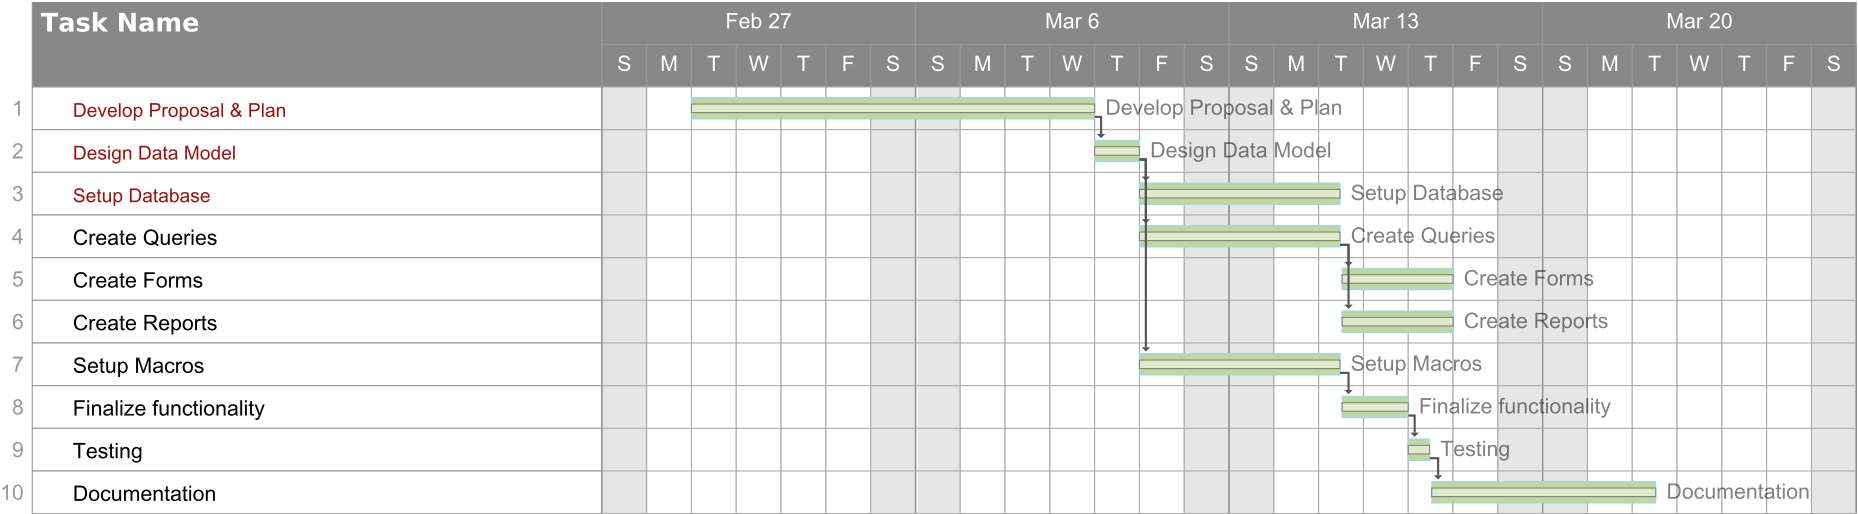 Task Name
Feb 27 Mar 6 Mar 13 Mar 20
S M T W T F S S M T W T F S S M T W T F S S M T W T F S
1 Develop Proposal & Plan Develop Proposal & Plan
2 Design Data Model Design Data Model
3 Setup Database Setup Database
4 Create Queries Create Queries
5 Create Forms Create Forms
6 Create Reports Create Reports
7 Setup Macros Setup Macros
8 Finalize functionality Finalize functionality
9 Testing Testing
10 Documentation Documentation